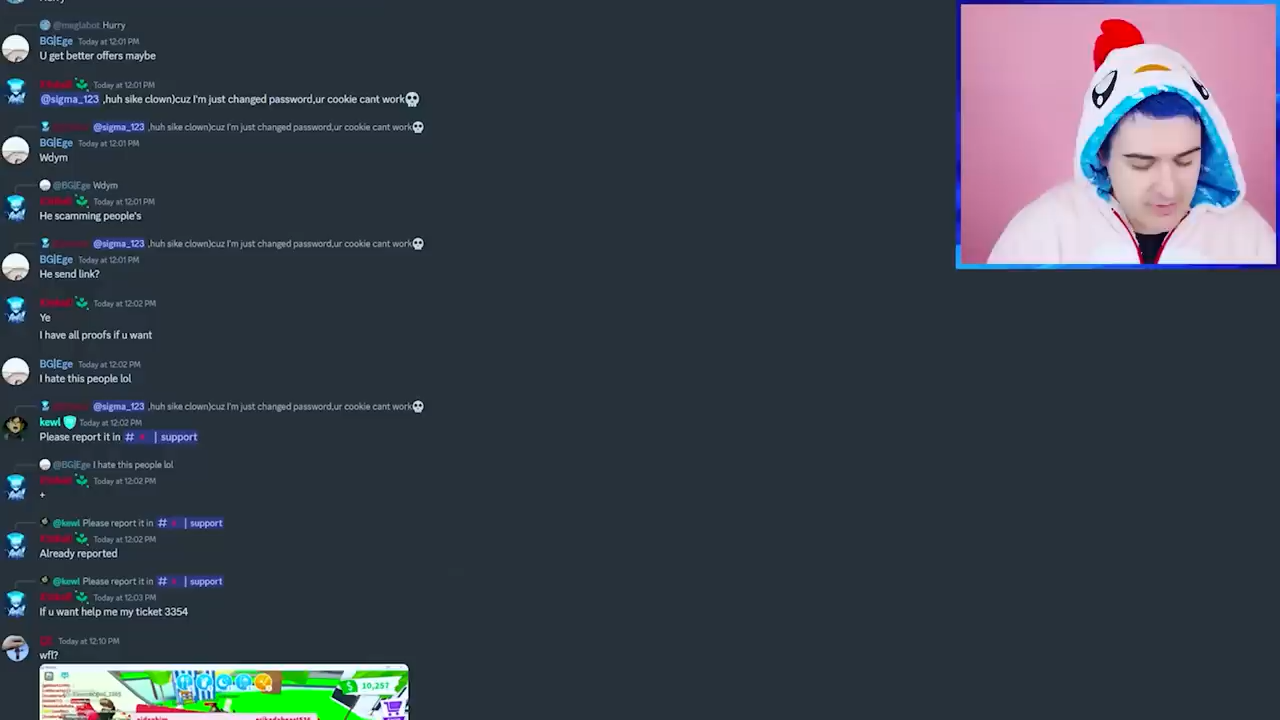 @meglabot Hurry
BG|Ege Today at 12:01 PM
U get better offers maybe
Today at 12:01 PM
@sigma_123 ,huh sike clown)cuz I'm just changed password,ur cookie cant work💀
@sigma_123 ,huh sike clown)cuz I'm just changed password,ur cookie cant work💀
BG|Ege Today at 12:01 PM
Wdym
@BG|Ege Wdym
Today at 12:01 PM
He scamming people's
@sigma_123 ,huh sike clown)cuz I'm just changed password,ur cookie cant work💀
BG|Ege Today at 12:01 PM
He send link?
Today at 12:02 PM
Ye
I have all proofs if u want
BG|Ege Today at 12:02 PM
I hate this people lol
@sigma_123 ,huh sike clown)cuz I'm just changed password,ur cookie cant work💀
kewl Today at 12:02 PM
Please report it in # | support
@BG|Ege I hate this people lol
Today at 12:02 PM
+
@kewl Please report it in # | support
Today at 12:02 PM
Already reported
@kewl Please report it in # | support
Today at 12:03 PM
If u want help me my ticket 3354
Today at 12:10 PM
wfl?
$ 10,257